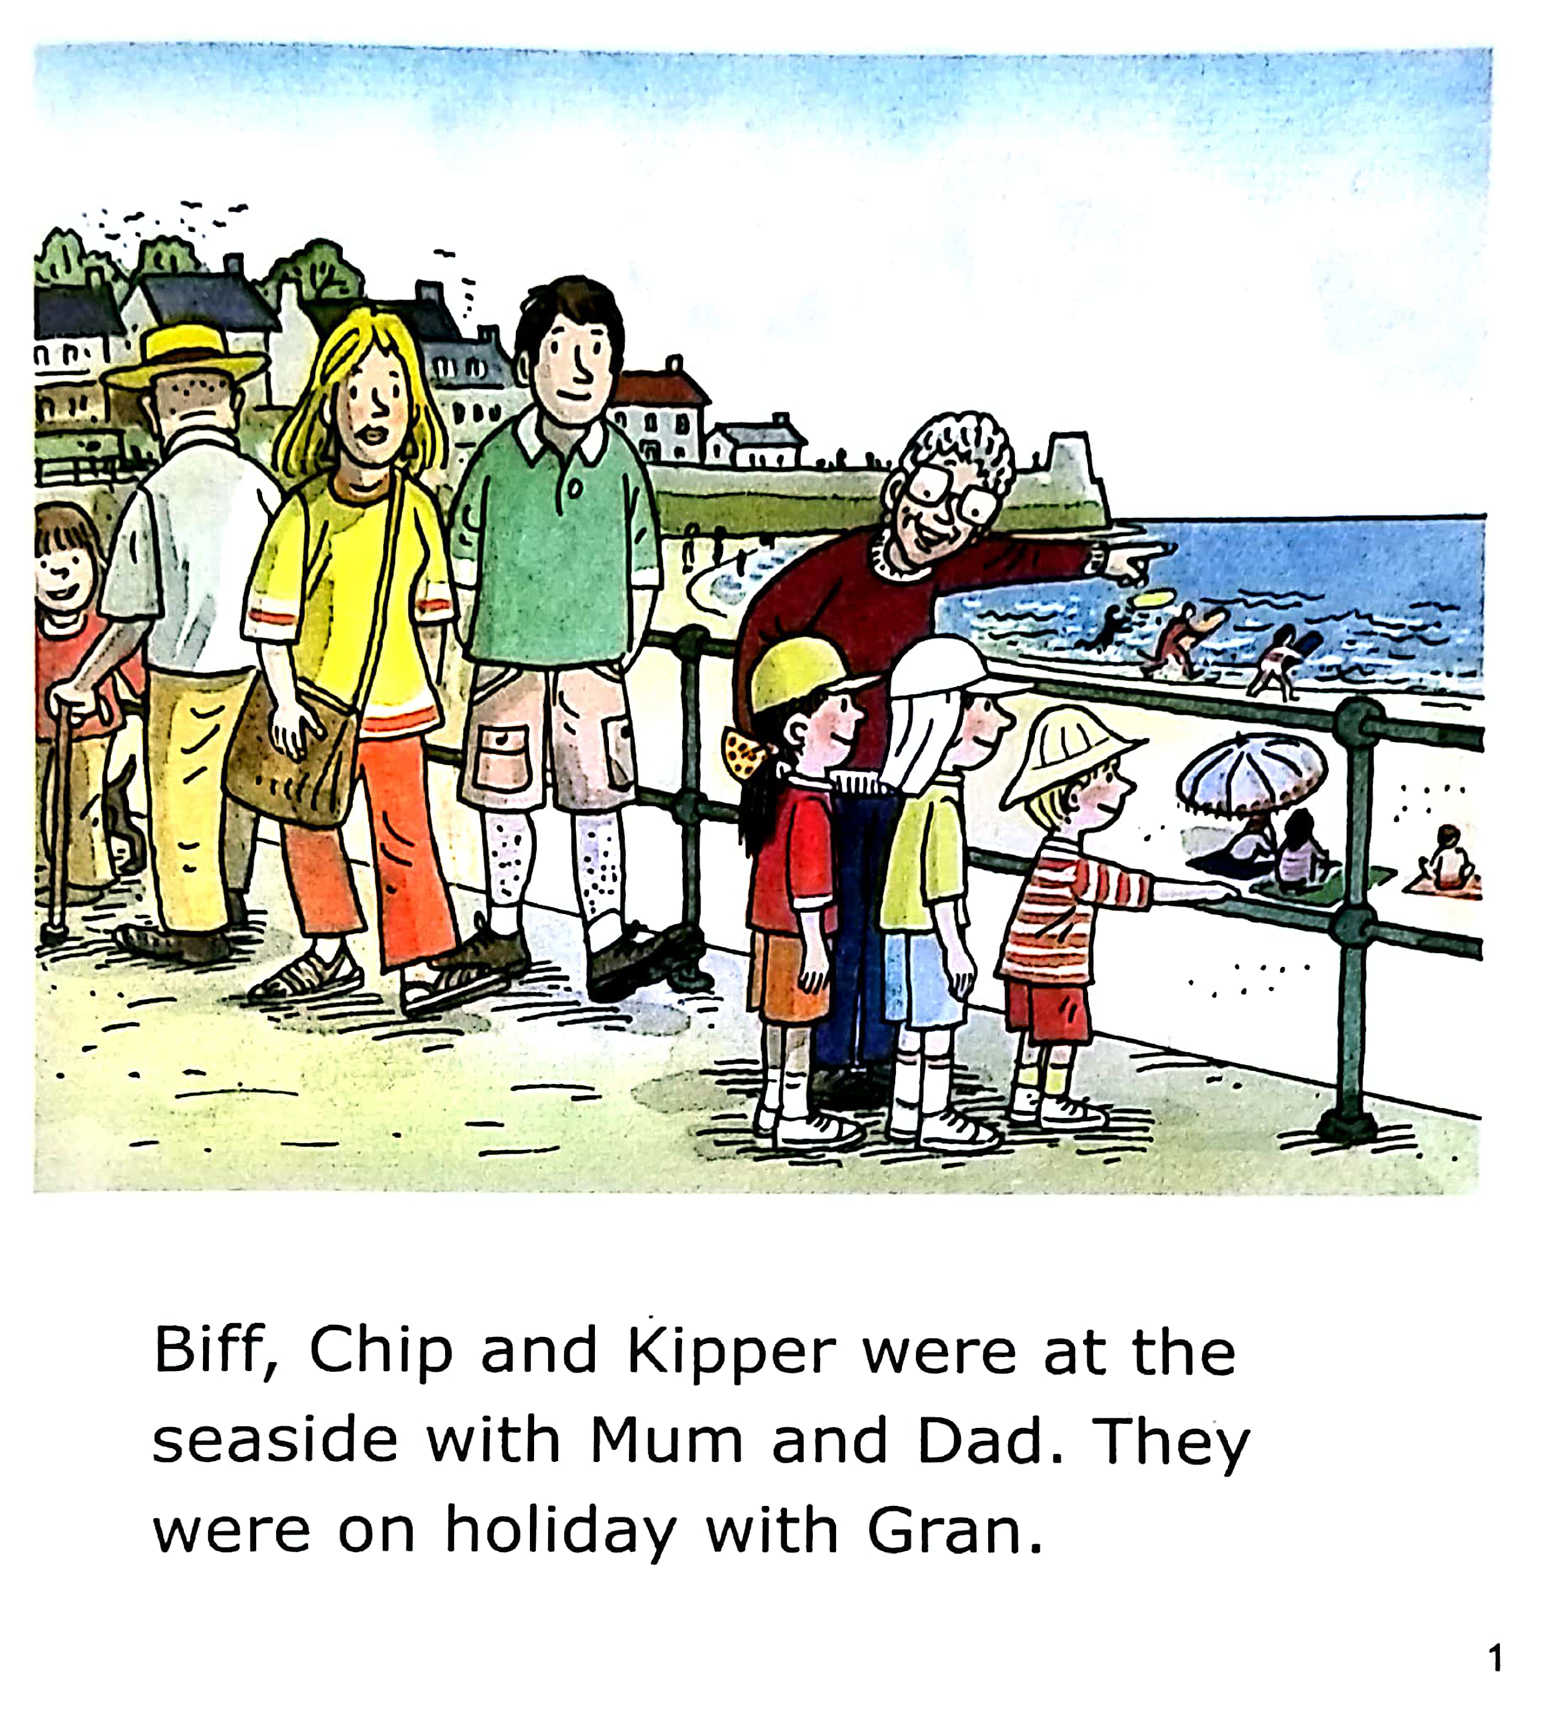 Biff, Chip and Kipper were at the
seaside with Mum and Dad. They
were on holiday with Gran.
1